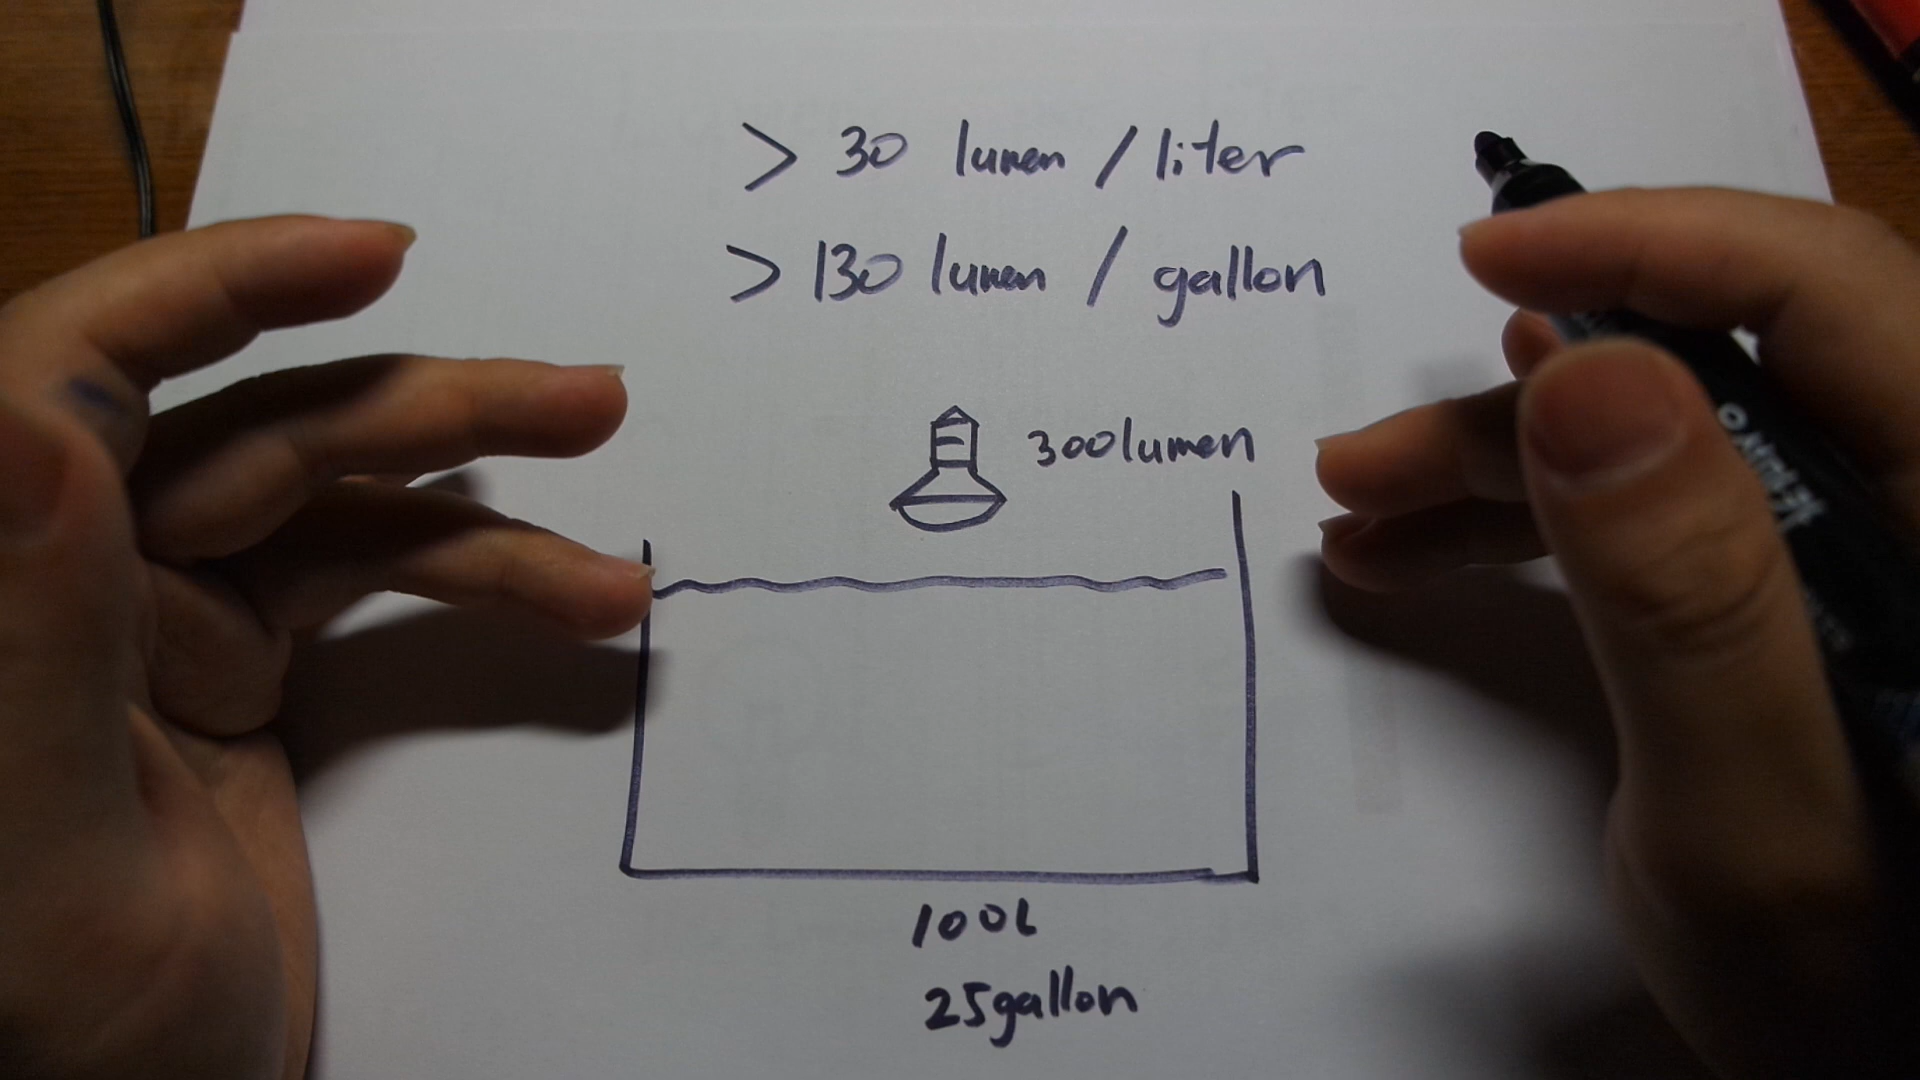 > 30 lumen / liter
> 130 lumen / gallon
300lumen
100L
25gallon